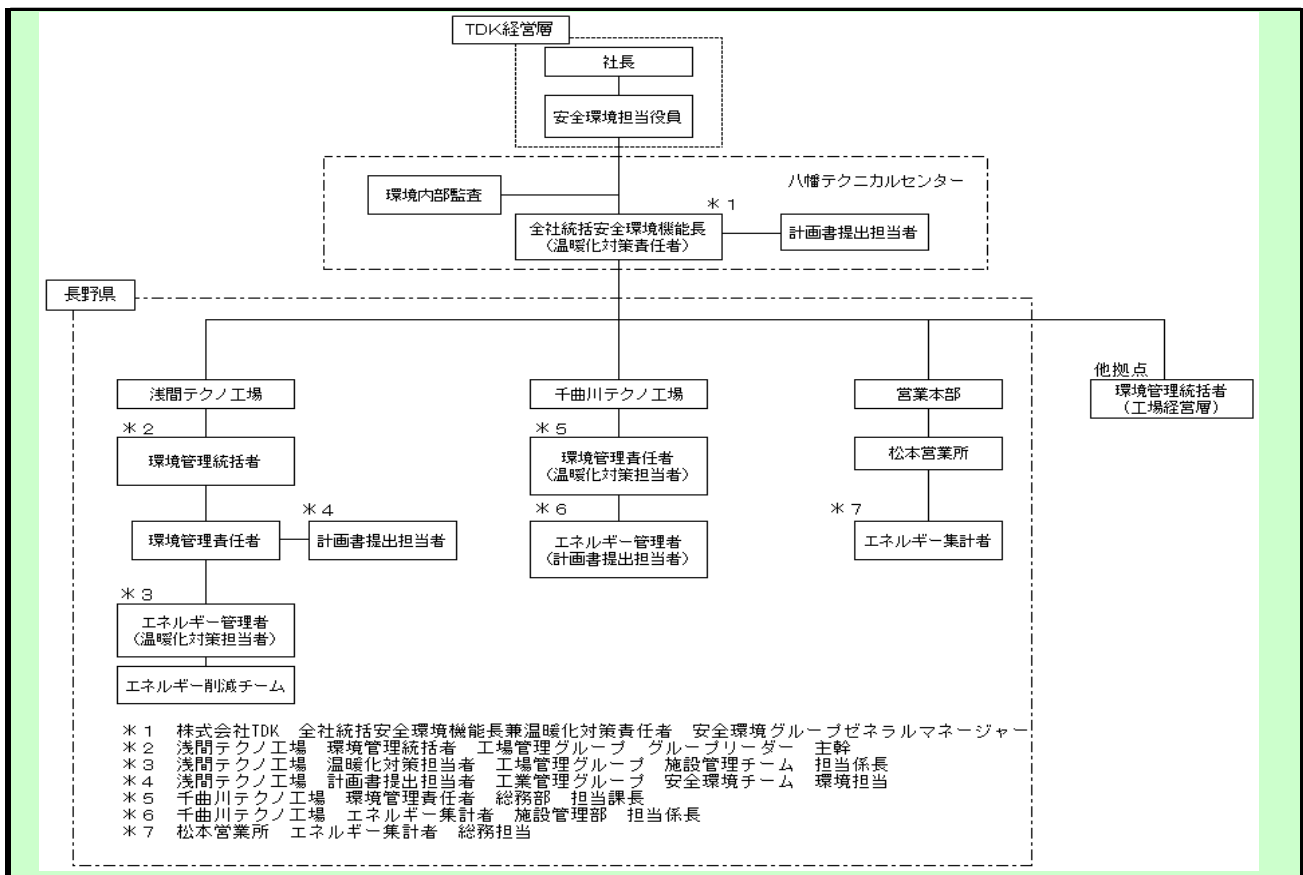 TDK経営層
社長
安全環境担当役員
八幡テクニカルセンター
環境内部監査
＊1
全社統括安全環境機能長
(温暖化対策責任者)
計画書提出担当者
長野県
浅間テクノ工場
千曲川テクノ工場
営業本部
他拠点
環境管理統括者
(工場経営層)
＊2
環境管理統括者
＊5
環境管理責任者
(温暖化対策担当者)
松本営業所
環境管理責任者
＊4
計画書提出担当者
＊6
エネルギー管理者
(計画書提出担当者)
＊7
エネルギー集計者
＊3
エネルギー管理者
(温暖化対策担当者)
エネルギー削減チーム
＊1 株式会社TDK 全社統括安全環境機能長兼温暖化対策責任者 安全環境グループゼネラルマネージャー
＊2 浅間テクノ工場 環境管理統括者 工場管理グループ グループリーダー 主幹
＊3 浅間テクノ工場 温暖化対策担当者 工場管理グループ 施設管理チーム 担当係長
＊4 浅間テクノ工場 計画書提出担当者 工業管理グループ 安全環境チーム 環境担当
＊5 千曲川テクノ工場 環境管理責任者 総務部 担当課長
＊6 千曲川テクノ工場 エネルギー集計者 施設管理部 担当係長
＊7 松本営業所 エネルギー集計者 総務担当